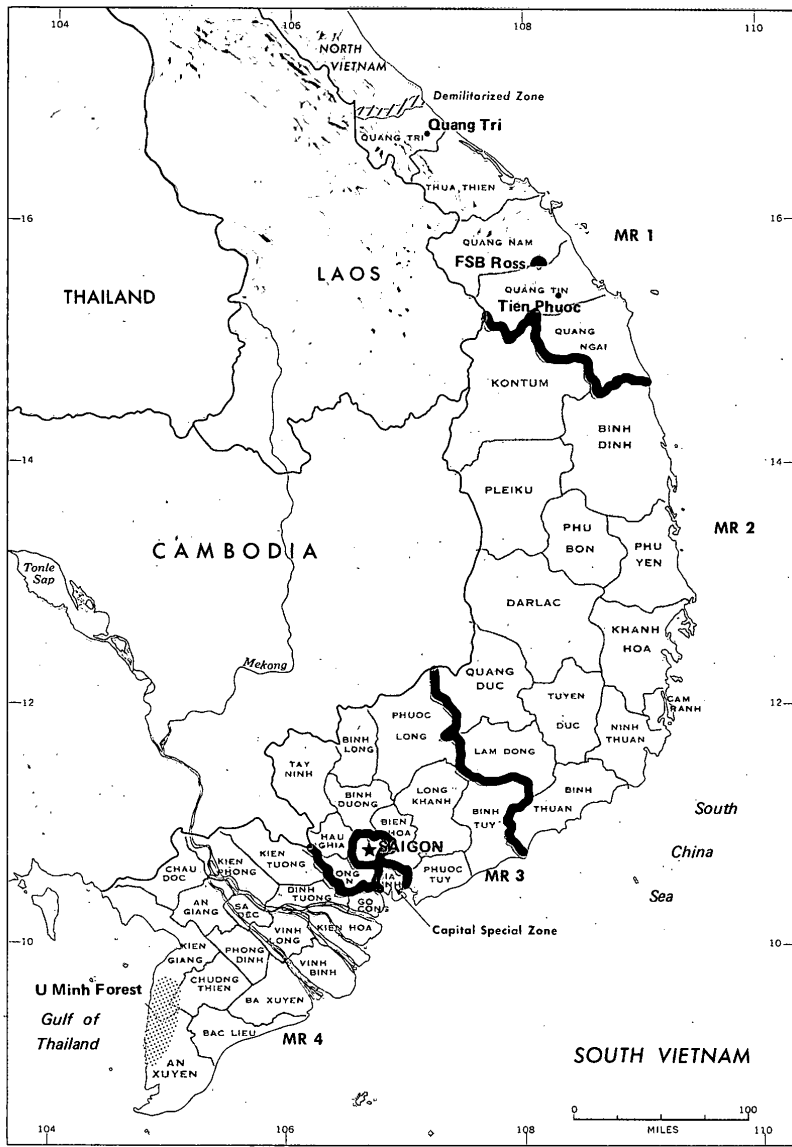 104
106
108
110
NORTH
VIETNAM
Demilitarized Zone
Quang Tri
QUANG TRI
THUA THIEN
16
16
MR 1
QUANG NAM
FSB Ross
LAOS
THAILAND
QUANG TIN
Tien Phuoc
QUANG
NGAI
KONTUM
BINH
DINH
14
14
PLEIKU
PHU
BON
PHU
YEN
MR 2
CAMBODIA
Tonle
Sap
DARLAC
KHANH
HOA
Mekong
QUANG
DUC
12
12
TUYEN
DUC
CAM
RANH
PHUOC
LONG
BINH
LONG
NINH
THUAN
LAM DONG
TAY
NINH
BINH
DUONG
LONG
KHANH
BINH
THUAN
BINH
TUY
BIEN
HOA
South
China
Sea
HAU
NGHIA
SAIGON
KIEN
TUONG
KIEN
PHONG
CHAU
DOC
PHUOC
TUY
MR 3
DINH
TUONG
GO
CONG
AN
GIANG
SA
DEC
VINH
LONG
KIEN HOA
Capital Special Zone
10
10
KIEN
GIANG
PHONG
DINH
VINH
BINH
CHUONG
THIEN
U Minh Forest
BA XUYEN
Gulf of
Thailand
BAC LIEU
MR 4
AN
XUYEN
SOUTH VIETNAM
0
100
MILES
104
106
108
110